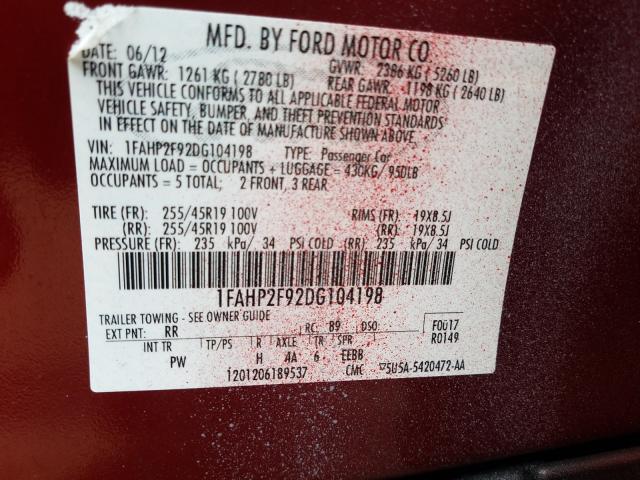 MFD. BY FORD MOTOR CO.
DATE: 06/12 GVWR: 2386 KG ( 5260 LB)
FRONT GAWR: 1261 KG ( 2780 LB) REAR GAWR: 1198 KG ( 2640 LB)
THIS VEHICLE CONFORMS TO ALL APPLICABLE FEDERAL MOTOR
VEHICLE SAFETY, BUMPER, AND THEFT PREVENTION STANDARDS
IN EFFECT ON THE DATE OF MANUFACTURE SHOWN ABOVE.
VIN: 1FAHP2F92DG104198 TYPE: Passenger Car
MAXIMUM LOAD = OCCUPANTS + LUGGAGE = 430KG/ 950LB
OCCUPANTS = 5 TOTAL; 2 FRONT, 3 REAR
TIRE (FR): 255/45R19 100V RIMS (FR): 19X8.5J
(RR): 255/45R19 100V (RR): 19X8.5J
PRESSURE (FR): 235 kPa/ 34 PSI COLD (RR): 235 kPa/ 34 PSI COLD
1FAHP2F92DG104198
TRAILER TOWING - SEE OWNER GUIDE
EXT PNT: RR RC: 89 DSO: F0017
R0149
INT TR TP/PS R AXLE TR SPR
PW H 4A 6 EEBB
1201206189537 CMC ▽5U5A-5420472-AA